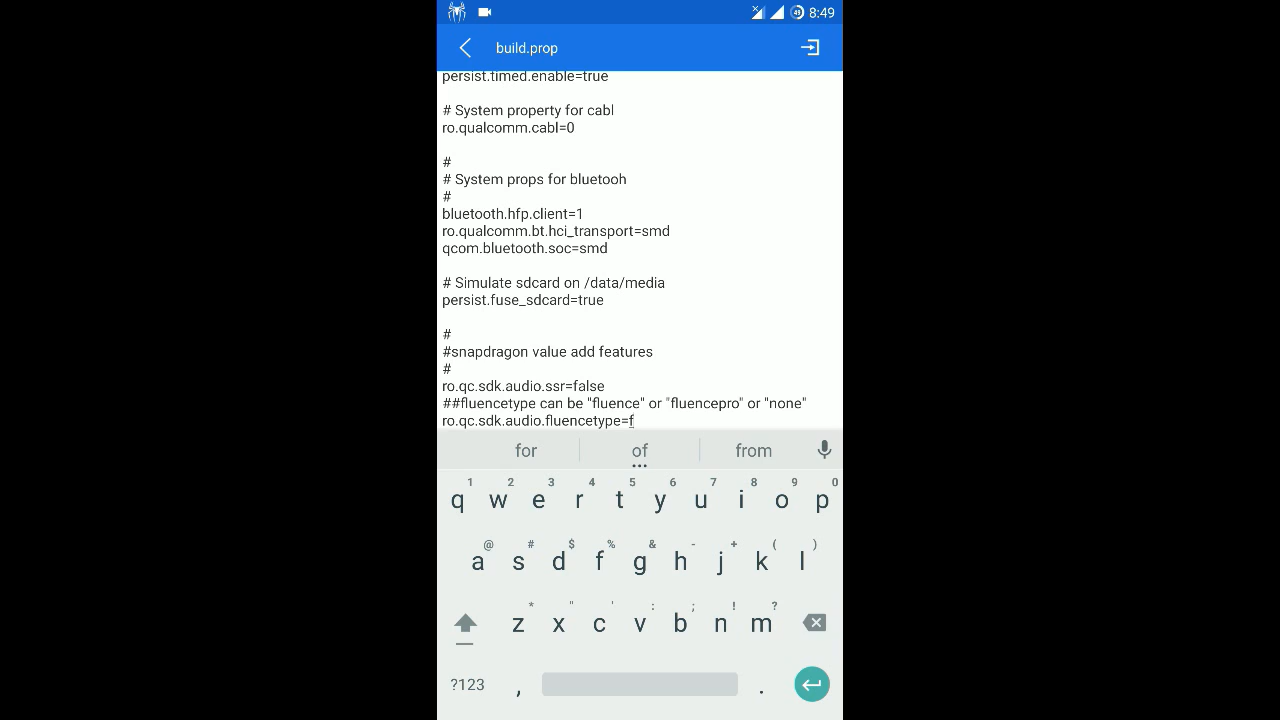 49 8:49
build.prop
persist.timed.enable=true
# System property for cabl
ro.qualcomm.cabl=0
#
# System props for bluetooh
#
bluetooth.hfp.client=1
ro.qualcomm.bt.hci_transport=smd
qcom.bluetooth.soc=smd
# Simulate sdcard on /data/media
persist.fuse_sdcard=true
#
#snapdragon value add features
#
ro.qc.sdk.audio.ssr=false
##fluencetype can be "fluence" or "fluencepro" or "none"
ro.qc.sdk.audio.fluencetype=f
for of from
1 2 3 4 5 6 7 8 9 0
q w e r t y u i o p
@ # $ % & - + ( )
a s d f g h j k l
* " ' : ; ! ?
z x c v b n m
?123 , .